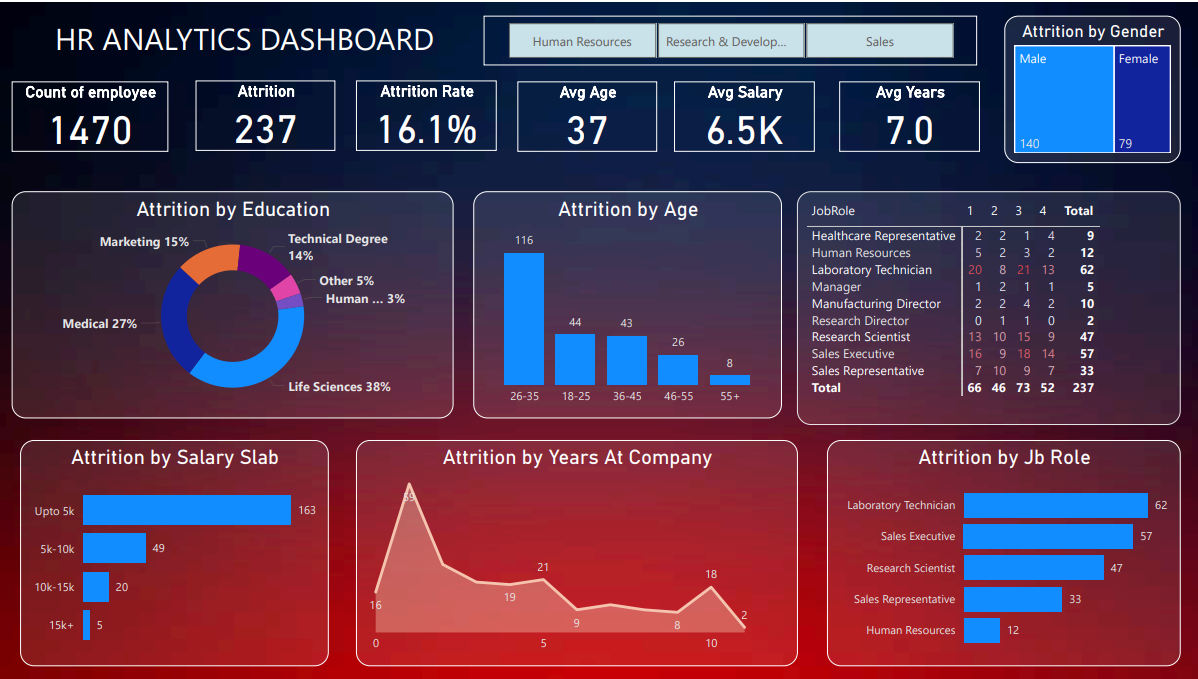 HR ANALYTICS DASHBOARD
Human Resources
Research & Develop...
Sales
Attrition by Gender
Male
Female
140
79
Count of employee
1470
Attrition
237
Attrition Rate
16.1%
Avg Age
37
Avg Salary
6.5K
Avg Years
7.0
Attrition by Education
Marketing 15%
Technical Degree
14%
Other 5%
Human ... 3%
Medical 27%
Life Sciences 38%
Attrition by Age
116
44
43
26
8
26-35
18-25
36-45
46-55
55+
JobRole 1 2 3 4 Total
Healthcare Representative 2 2 1 4 9
Human Resources 5 2 3 2 12
Laboratory Technician 20 8 21 13 62
Manager 1 2 1 1 5
Manufacturing Director 2 2 4 2 10
Research Director 0 1 1 0 2
Research Scientist 13 10 15 9 47
Sales Executive 16 9 18 14 57
Sales Representative 7 10 9 7 33
Total 66 46 73 52 237
Attrition by Salary Slab
Upto 5k 163
5k-10k 49
10k-15k 20
15k+ 5
Attrition by Years At Company
59
16
19
21
9
8
18
2
0
5
10
Attrition by Jb Role
Laboratory Technician 62
Sales Executive 57
Research Scientist 47
Sales Representative 33
Human Resources 12